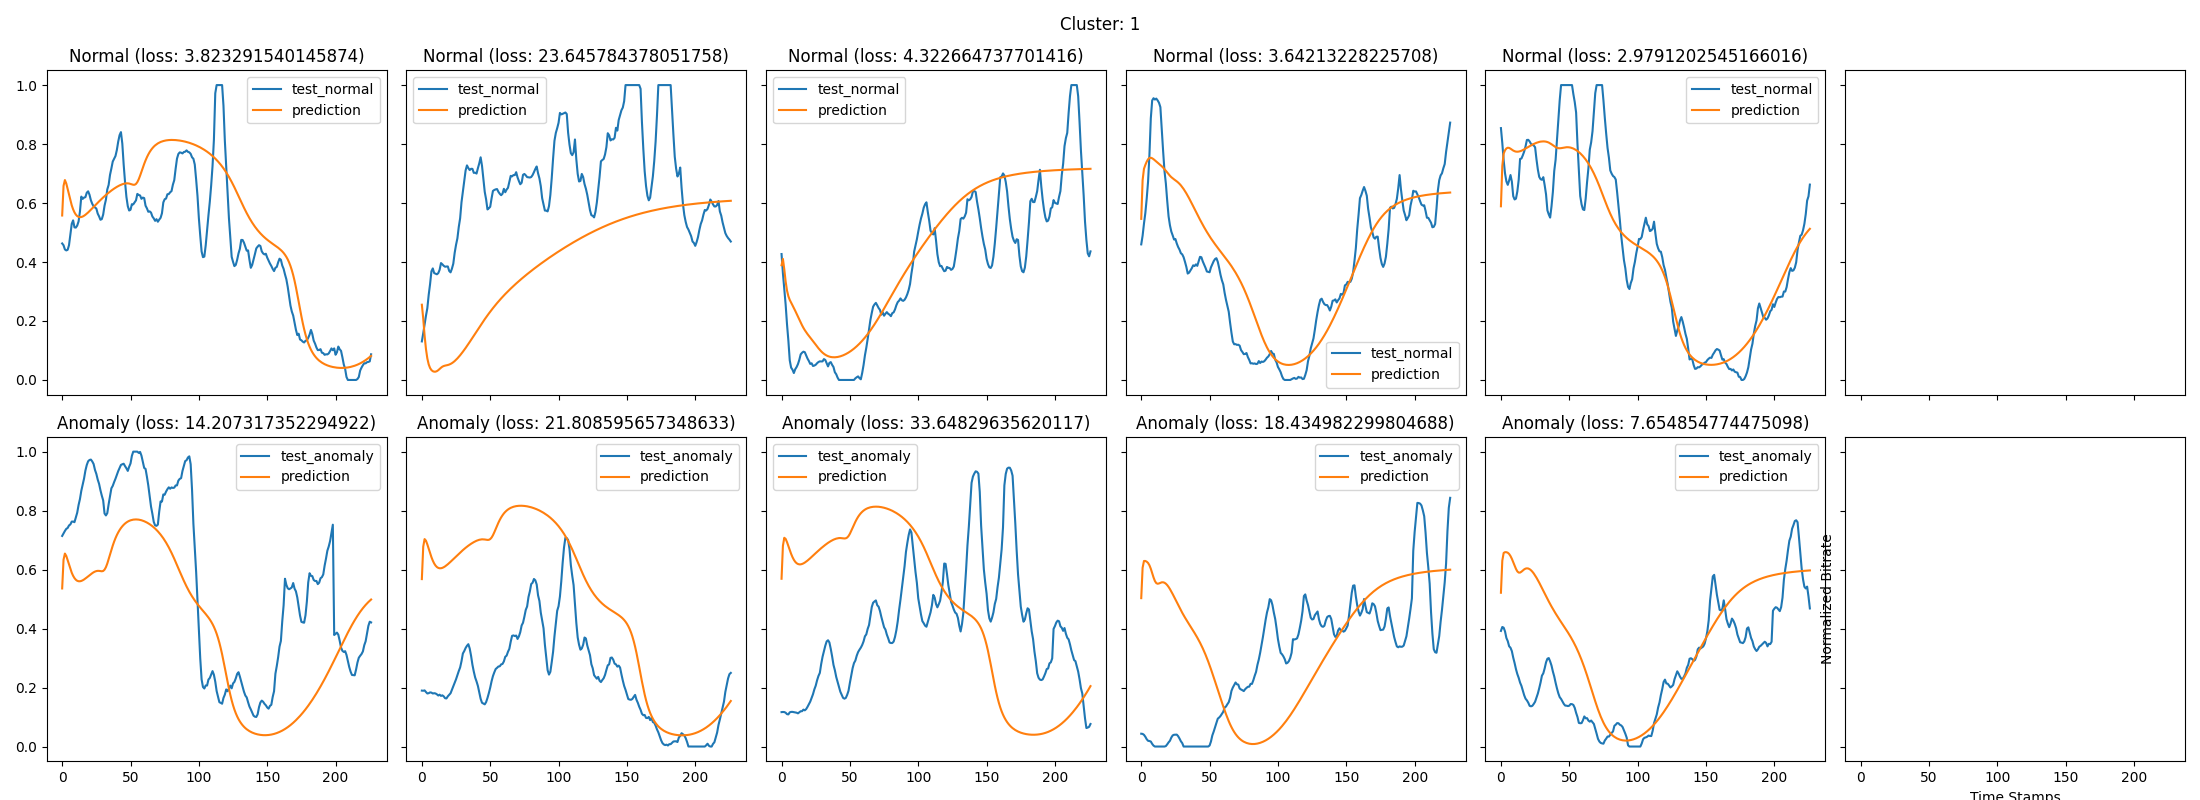 Cluster: 1
Normal (loss: 3.823291540145874)
Normal (loss: 23.645784378051758)
Normal (loss: 4.322664737701416)
Normal (loss: 3.64213228225708)
Normal (loss: 2.9791202545166016)
test_normal
prediction
test_normal
prediction
test_normal
prediction
test_normal
prediction
test_normal
prediction
1.0
0.8
0.6
0.4
0.2
0.0
Anomaly (loss: 14.207317352294922)
Anomaly (loss: 21.808595657348633)
Anomaly (loss: 33.64829635620117)
Anomaly (loss: 18.434982299804688)
Anomaly (loss: 7.654854774475098)
test_anomaly
prediction
test_anomaly
prediction
test_anomaly
prediction
test_anomaly
prediction
test_anomaly
prediction
1.0
0.8
0.6
0.4
0.2
0.0
Normalized Bitrate
0 50 100 150 200
0 50 100 150 200
0 50 100 150 200
0 50 100 150 200
0 50 100 150 200
0 50 100 150 200
Time Stamps